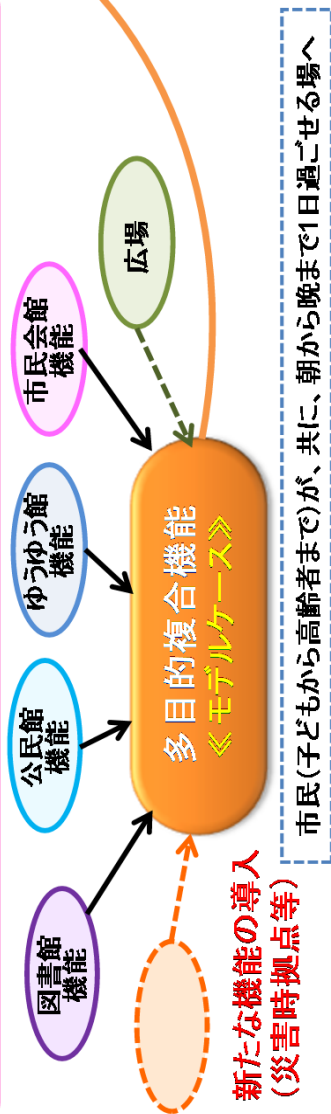 図書館
機能
公民館
機能
ゆうゆう館
機能
市民会館
機能
広場
多目的複合機能
≪モデルケース≫
新たな機能の導入
(災害時拠点等)
市民(子どもから高齢者まで)が、共に、朝から晩まで1日過ごせる場へ